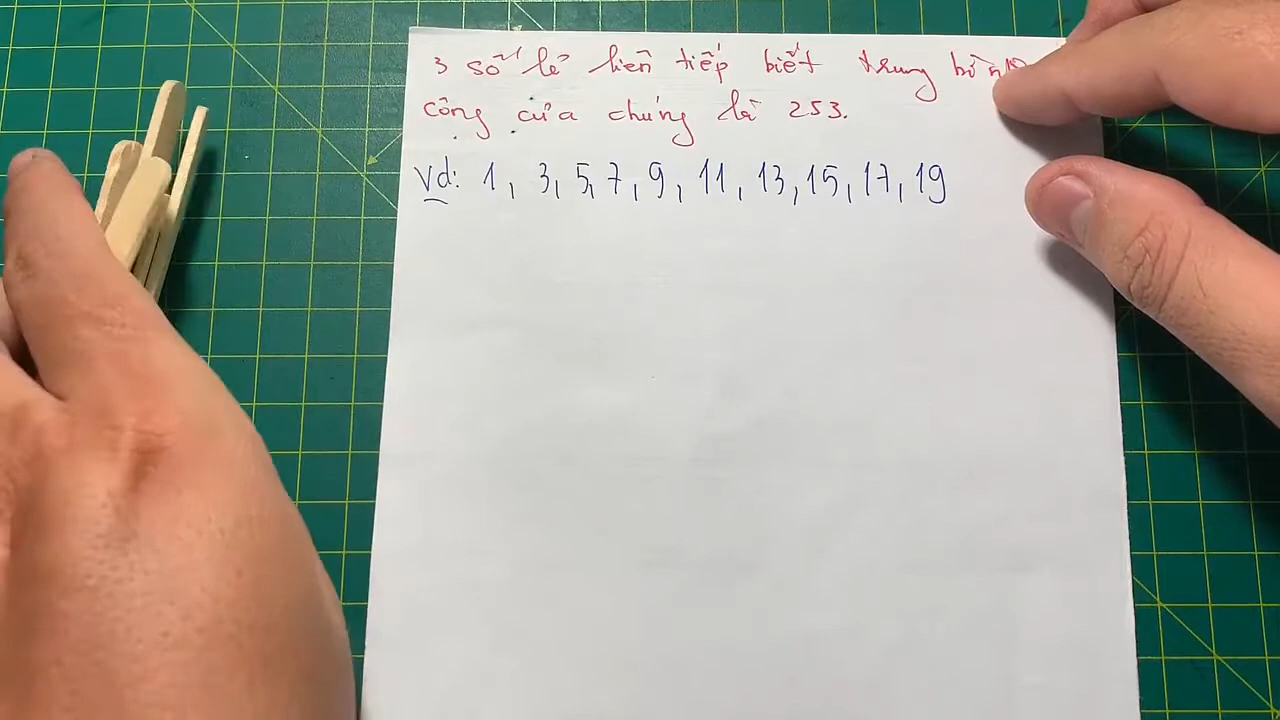 3 số lẻ liên tiếp biết trung bình
cộng của chúng là 253.
Vd: 1, 3, 5, 7, 9, 11, 13, 15, 17, 19